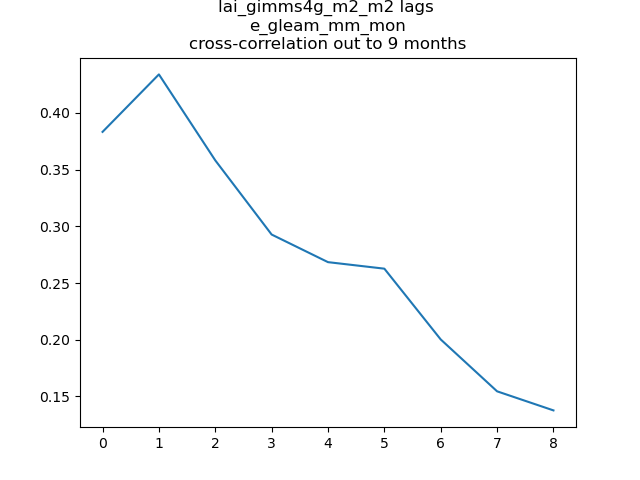 lai_gimms4g_m2_m2 lags
e_gleam_mm_mon
cross-correlation out to 9 months
0.40
0.35
0.30
0.25
0.20
0.15
0 1 2 3 4 5 6 7 8